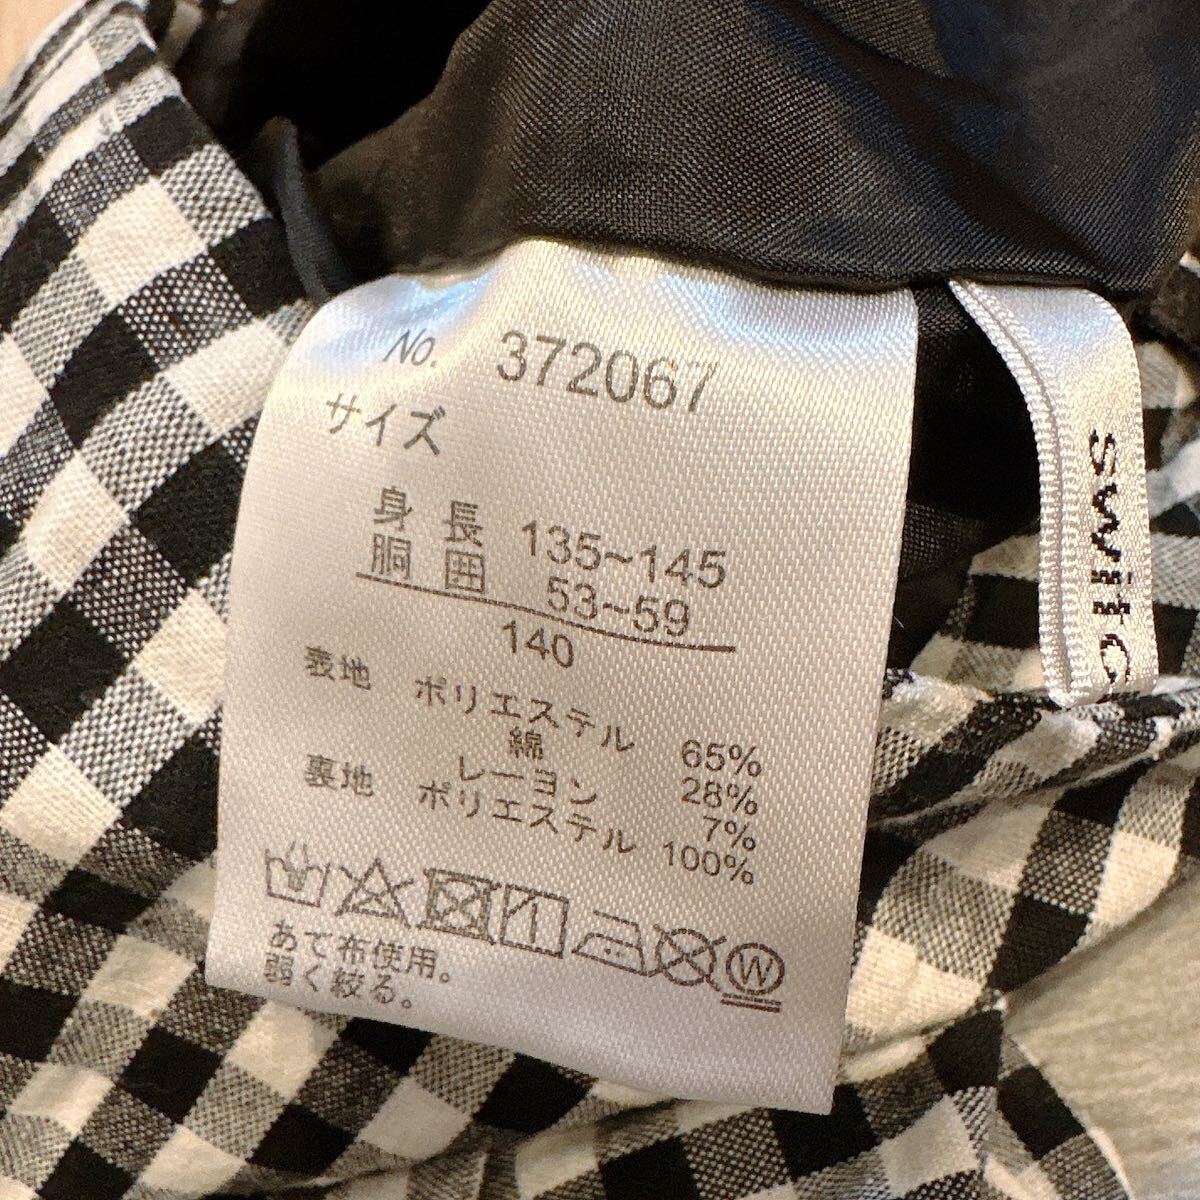 No. 372067
サイズ
身長 135~145
胴囲 53~59
140
表地 ポリエステル 65%
綿 28%
レーヨン 7%
裏地 ポリエステル 100%
あて布使用。
弱く絞る。
W
switc